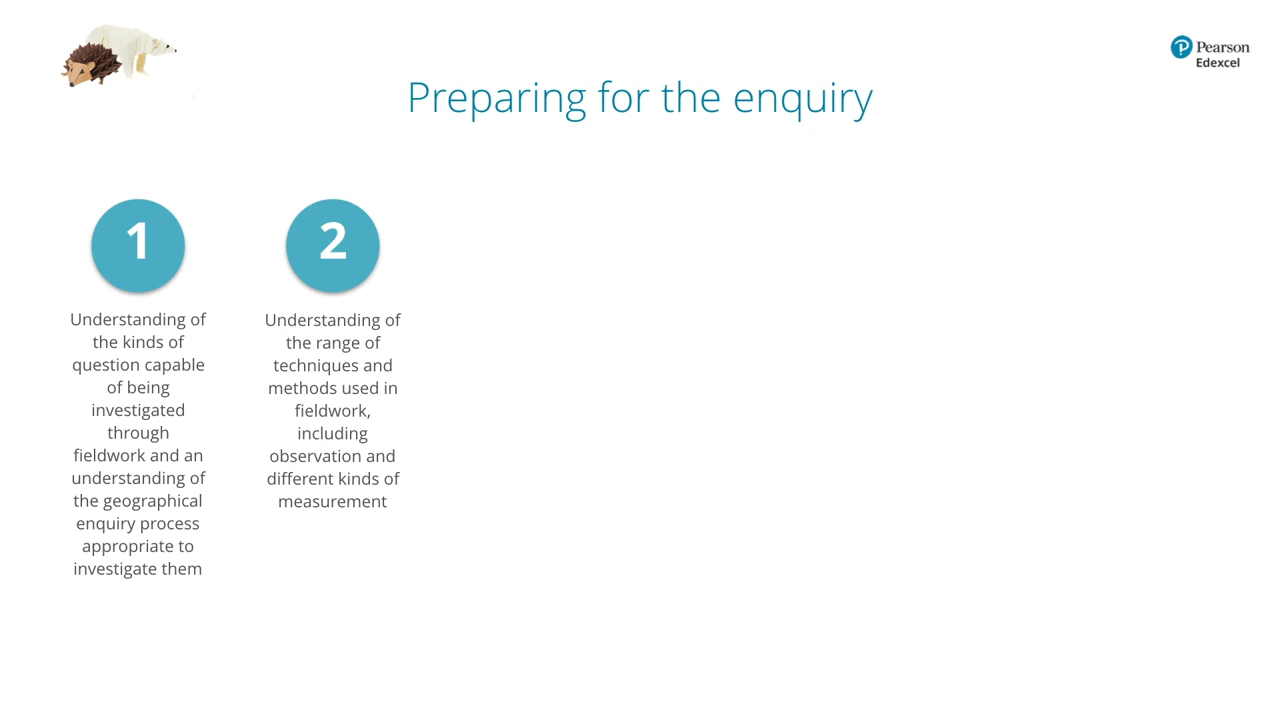 Pearson
Edexcel
Preparing for the enquiry
1
Understanding of
the kinds of
question capable
of being
investigated
through
fieldwork and an
understanding of
the geographical
enquiry process
appropriate to
investigate them
2
Understanding of
the range of
techniques and
methods used in
fieldwork,
including
observation and
different kinds of
measurement